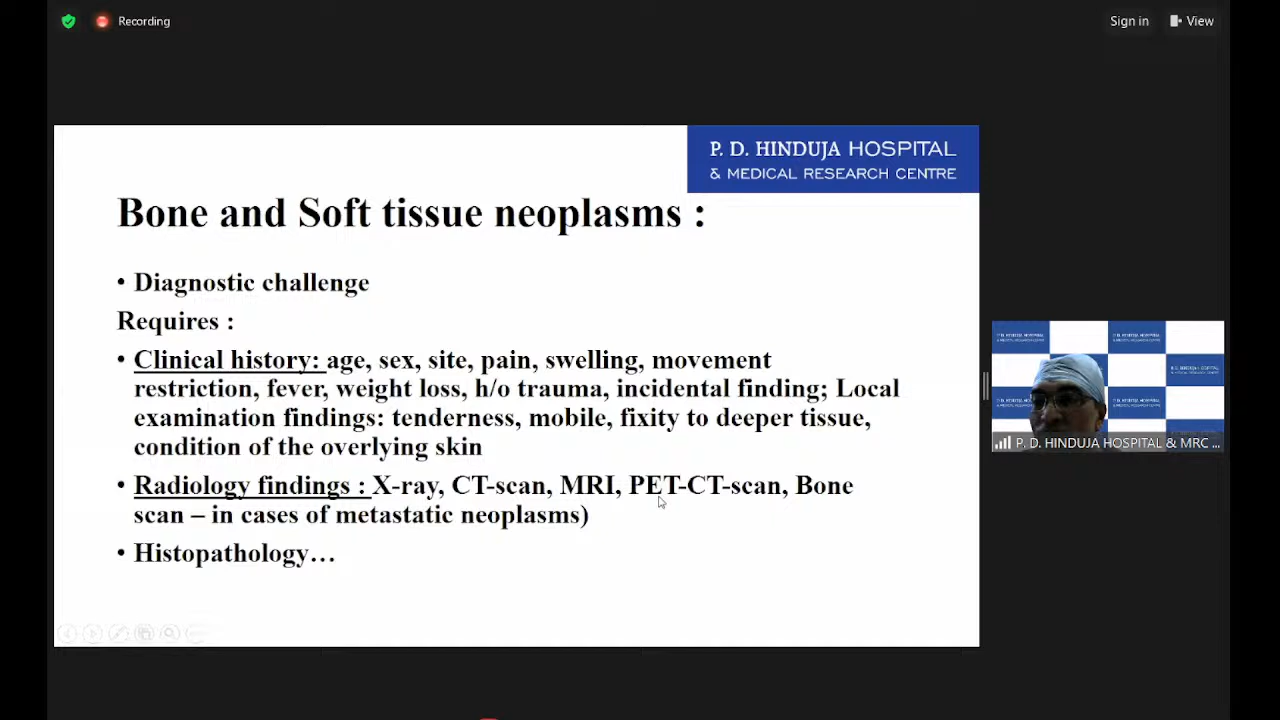 Recording
Sign in
View
P. D. HINDUJA HOSPITAL
& MEDICAL RESEARCH CENTRE
Bone and Soft tissue neoplasms :
• Diagnostic challenge
Requires :
• Clinical history: age, sex, site, pain, swelling, movement
restriction, fever, weight loss, h/o trauma, incidental finding; Local
examination findings: tenderness, mobile, fixity to deeper tissue,
condition of the overlying skin
• Radiology findings : X-ray, CT-scan, MRI, PET-CT-scan, Bone
scan – in cases of metastatic neoplasms)
• Histopathology…
P. D. HINDUJA HOSPITAL & MRC ...